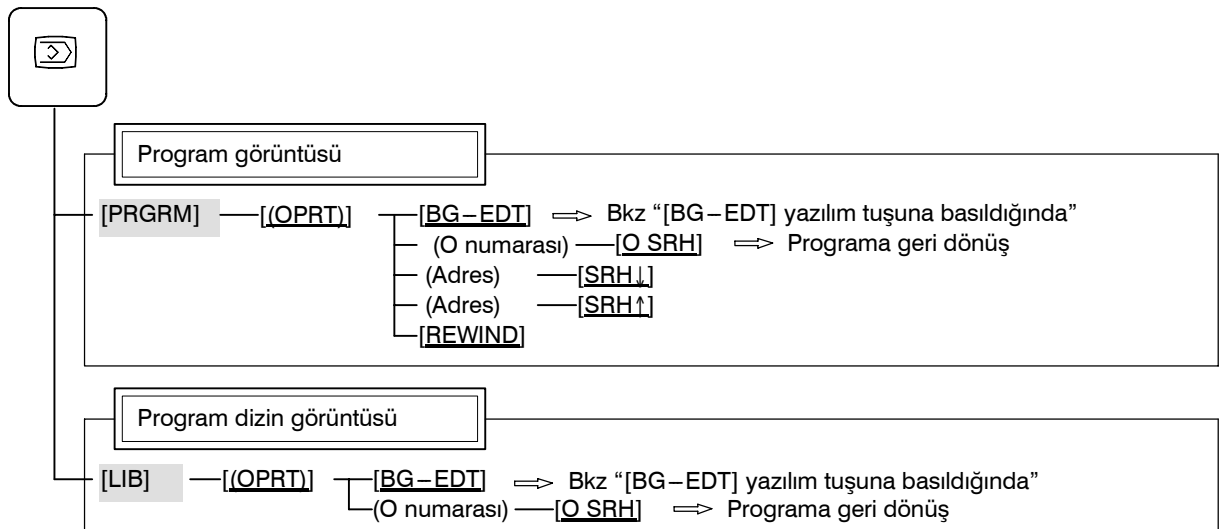 Program görüntüsü
[PRGRM] [(OPRT)] [BG–EDT] Bkz “[BG–EDT] yazılım tuşuna basıldığında”
(O numarası) [O SRH] Programa geri dönüş
(Adres) [SRH↓]
(Adres) [SRH↑]
[REWIND]
Program dizin görüntüsü
[LIB] [(OPRT)] [BG–EDT] Bkz “[BG–EDT] yazılım tuşuna basıldığında”
(O numarası) [O SRH] Programa geri dönüş